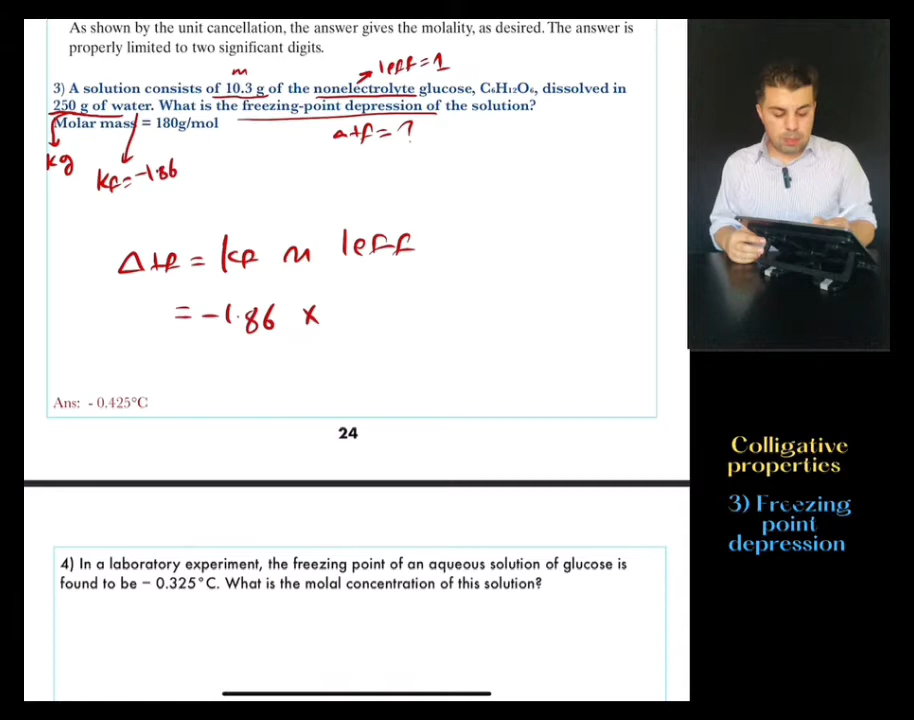 As shown by the unit cancellation, the answer gives the molality, as desired. The answer is
properly limited to two significant digits.
m
ieff = 1
3) A solution consists of 10.3 g of the nonelectrolyte glucose, C₆H₁₂O₆, dissolved in
250 g of water. What is the freezing-point depression of the solution?
Molar mass = 180g/mol
Δtf = ?
kg
kf = -1.86
Δtf = kf m ieff
= -1.86 ×
Ans: - 0.425°C
24
Colligative
properties
3) Freezing
point
depression
4) In a laboratory experiment, the freezing point of an aqueous solution of glucose is
found to be – 0.325°C. What is the molal concentration of this solution?